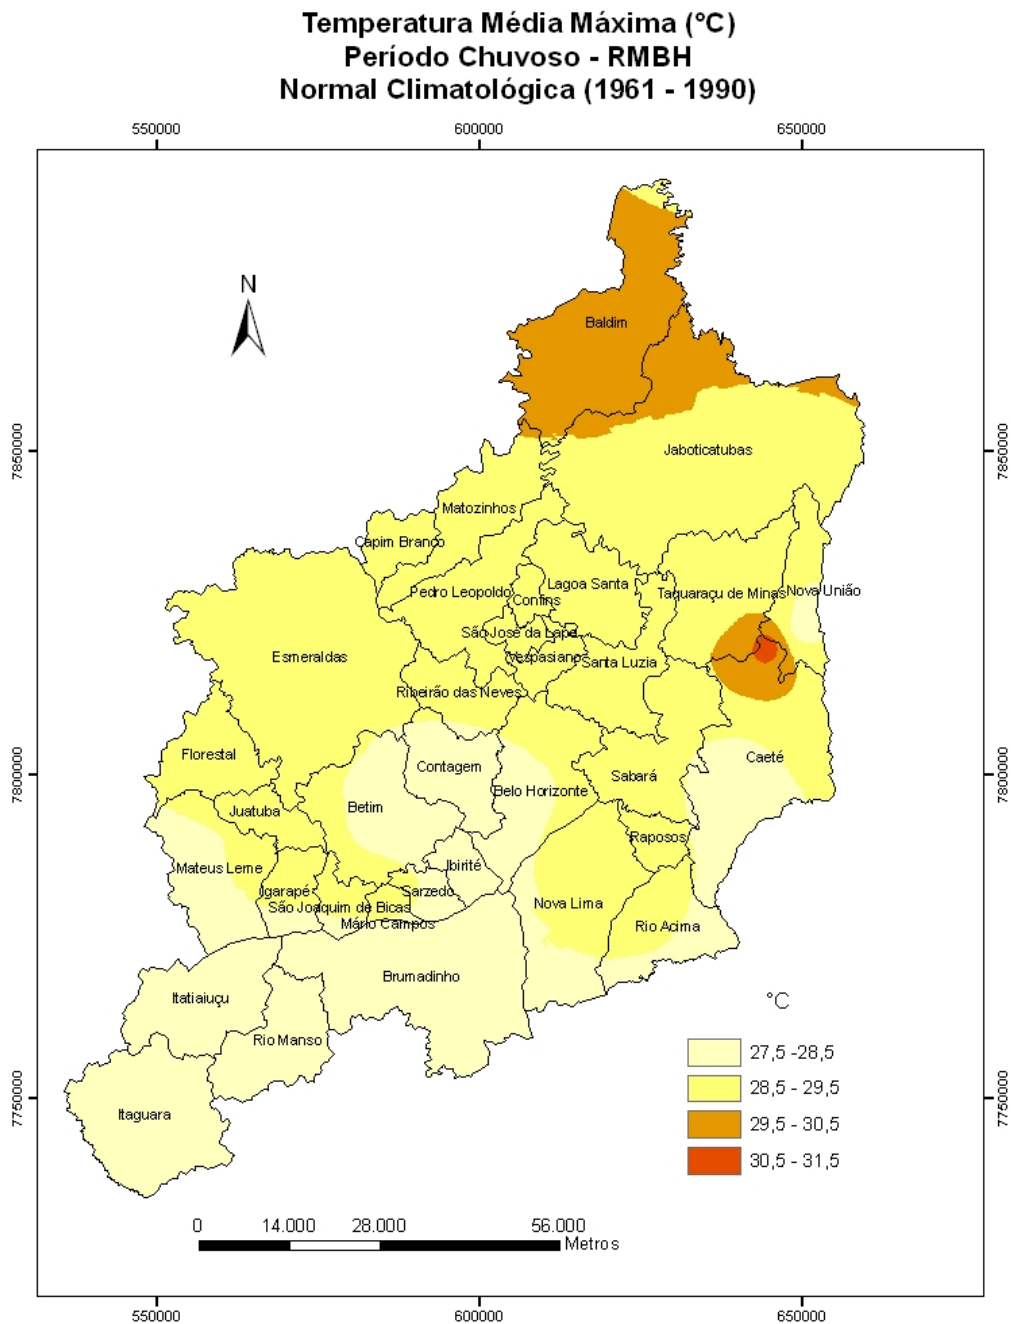 Temperatura Média Máxima (°C)
Período Chuvoso - RMBH
Normal Climatológica (1961 - 1990)
550000 600000 650000
N
Baldim
7850000 7850000
Jaboticatubas
Matozinhos
Capim Branco
Lagoa Santa
Pedro Leopoldo Taquaraçu de Minas Nova União
Confins
São José da Lapa
Vespasiano
Esmeraldas Santa Luzia
Ribeirão das Neves
Florestal Caeté
Contagem
7800000 Sabará 7800000
Belo Horizonte
Betim
Juatuba
Raposos
Ibirité
Mateus Leme
Igarapé Sarzedo
São Joaquim de Bicas Nova Lima
Mário Campos Rio Acima
Brumadinho
Itatiaiuçu
°C
Rio Manso
27,5 -28,5
28,5 - 29,5
7750000 7750000
Itaguara
29,5 - 30,5
30,5 - 31,5
0 14.000 28.000 56.000
Metros
550000 600000 650000